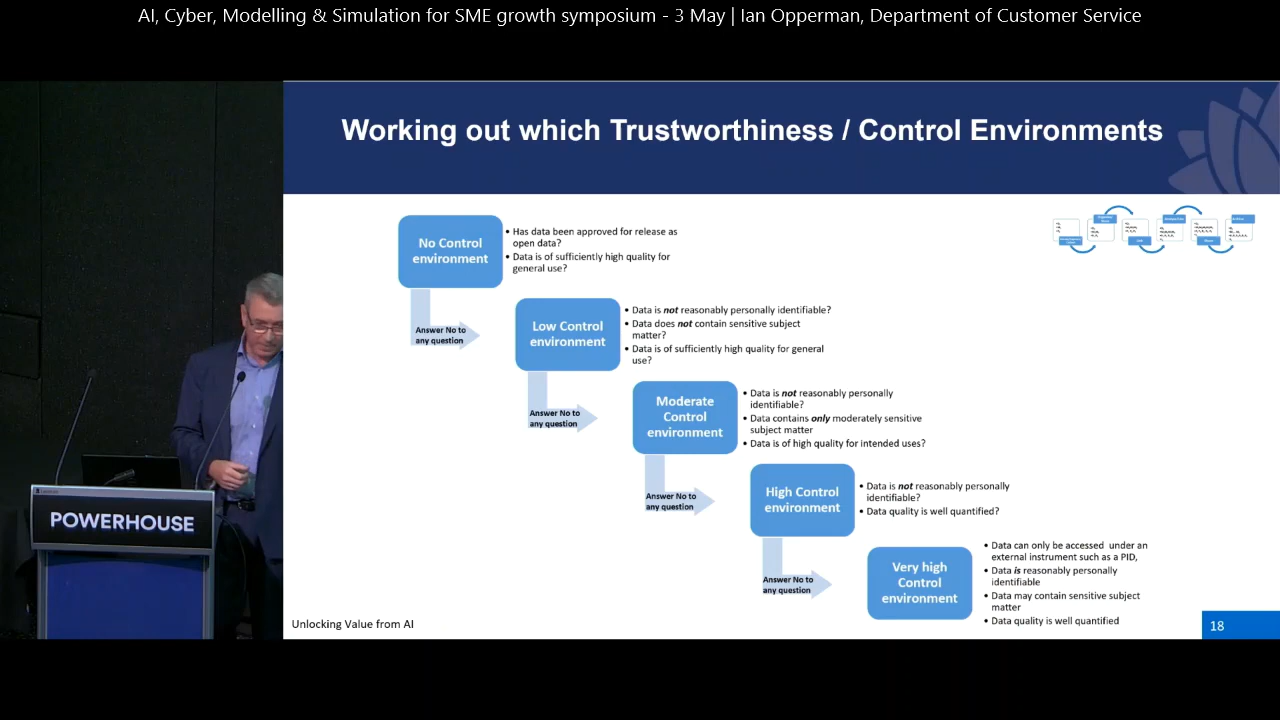 AI, Cyber, Modelling & Simulation for SME growth symposium - 3 May | Ian Opperman, Department of Customer Service
Working out which Trustworthiness / Control Environments
No Control
environment
• Has data been approved for release as
open data?
• Data is of sufficiently high quality for
general use?
Answer No to
any question
Low Control
environment
• Data is not reasonably personally identifiable?
• Data does not contain sensitive subject
matter?
• Data is of sufficiently high quality for general
use?
Answer No to
any question
Moderate
Control
environment
• Data is not reasonably personally
identifiable?
• Data contains only moderately sensitive
subject matter
• Data is of high quality for intended uses?
Answer No to
any question
High Control
environment
• Data is not reasonably personally
identifiable?
• Data quality is well quantified?
Answer No to
any question
Very high
Control
environment
• Data can only be accessed under an
external instrument such as a PID,
• Data is reasonably personally
identifiable
• Data may contain sensitive subject
matter
• Data quality is well quantified
POWERHOUSE
Unlocking Value from AI
18